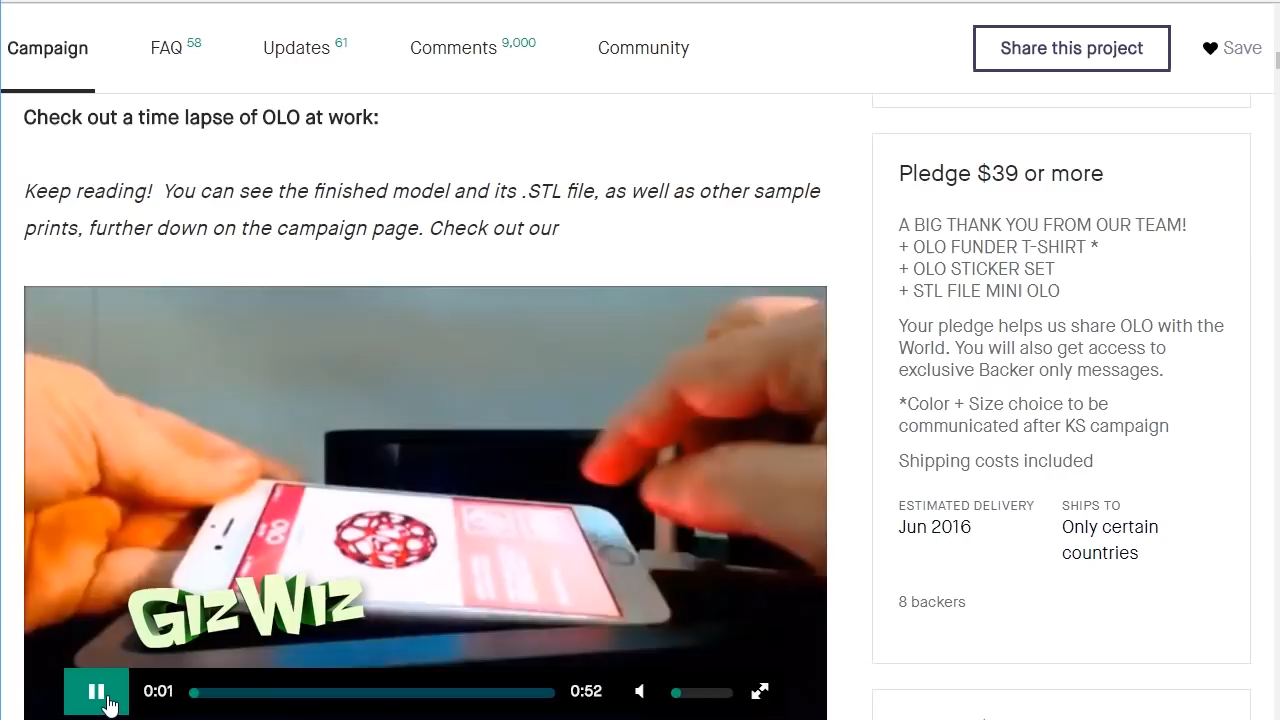 Campaign
FAQ 58
Updates 61
Comments 9,000
Community
Share this project
Save
Check out a time lapse of OLO at work:
Keep reading! You can see the finished model and its .STL file, as well as other sample
prints, further down on the campaign page. Check out our
OLO
GizWiz
0:01
0:52
Pledge $39 or more
A BIG THANK YOU FROM OUR TEAM!
+ OLO FUNDER T-SHIRT *
+ OLO STICKER SET
+ STL FILE MINI OLO
Your pledge helps us share OLO with the
World. You will also get access to
exclusive Backer only messages.
*Color + Size choice to be
communicated after KS campaign
Shipping costs included
ESTIMATED DELIVERY
Jun 2016
SHIPS TO
Only certain
countries
8 backers